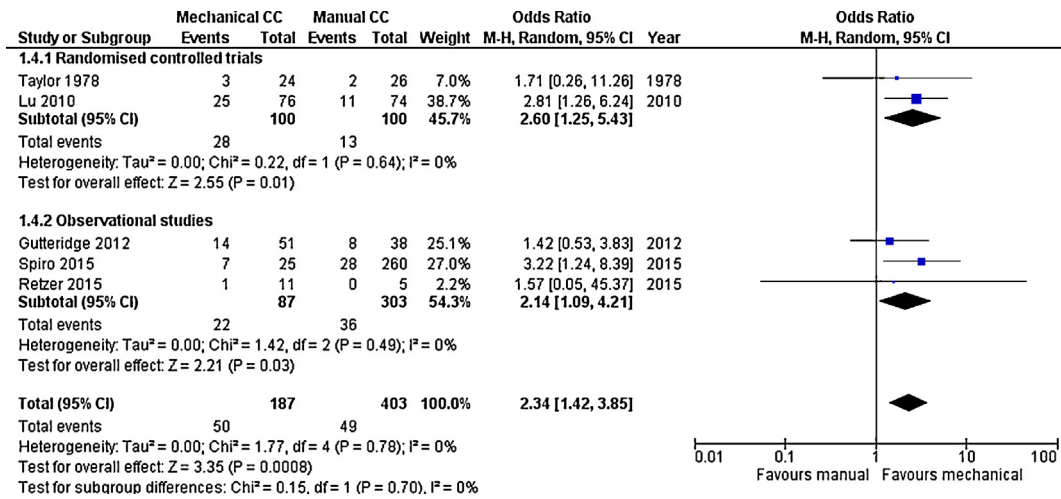 Mechanical CC Manual CC Odds Ratio Odds Ratio
Study or Subgroup Events Total Events Total Weight M-H, Random, 95% CI Year M-H, Random, 95% CI
1.4.1 Randomised controlled trials
Taylor 1978 3 24 2 26 7.0% 1.71 [0.26, 11.26] 1978
Lu 2010 25 76 11 74 38.7% 2.81 [1.26, 6.24] 2010
Subtotal (95% CI) 100 100 45.7% 2.60 [1.25, 5.43]
Total events 28 13
Heterogeneity: Tau² = 0.00; Chi² = 0.22, df = 1 (P = 0.64); I² = 0%
Test for overall effect: Z = 2.55 (P = 0.01)
1.4.2 Observational studies
Gutteridge 2012 14 51 8 38 25.1% 1.42 [0.53, 3.83] 2012
Spiro 2015 7 25 28 260 27.0% 3.22 [1.24, 8.39] 2015
Retzer 2015 1 11 0 5 2.2% 1.57 [0.05, 45.37] 2015
Subtotal (95% CI) 87 303 54.3% 2.14 [1.09, 4.21]
Total events 22 36
Heterogeneity: Tau² = 0.00; Chi² = 1.42, df = 2 (P = 0.49); I² = 0%
Test for overall effect: Z = 2.21 (P = 0.03)
Total (95% CI) 187 403 100.0% 2.34 [1.42, 3.85]
Total events 50 49
Heterogeneity: Tau² = 0.00; Chi² = 1.77, df = 4 (P = 0.78); I² = 0%
Test for overall effect: Z = 3.35 (P = 0.0008)
Test for subgroup differences: Chi² = 0.15, df = 1 (P = 0.70), I² = 0%
0.01 0.1 1 10 100
Favours manual Favours mechanical